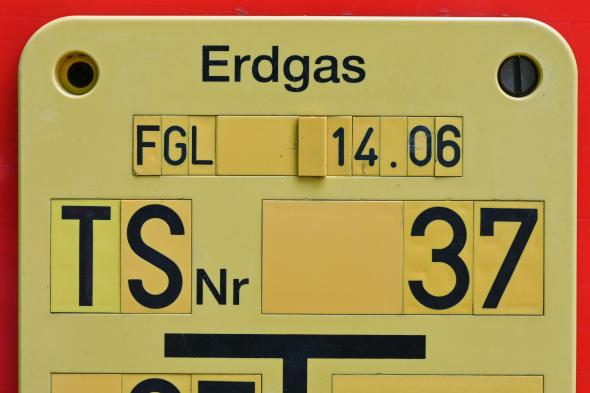 Erdgas
FGL 14.06
TS Nr 37